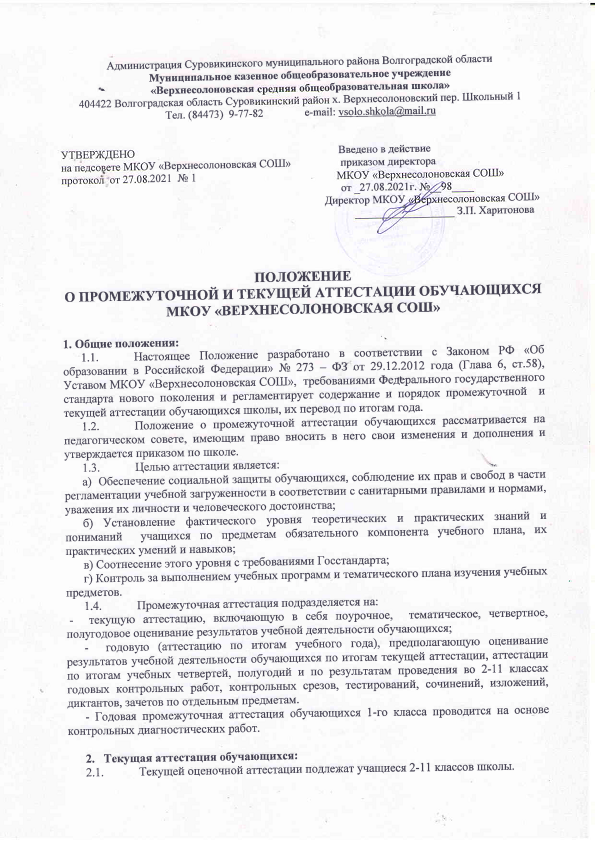 Администрация Суровикинского муниципального района Волгоградской области
Муниципальное казенное общеобразовательное учреждение
«Верхнесолоновская средняя общеобразовательная школа»
404422 Волгоградская область Суровикинский район х. Верхнесолоновский пер. Школьный 1
Тел. (84473) 9-77-82 e-mail: vsolo.shkola@mail.ru
УТВЕРЖДЕНО
на педсовете МКОУ «Верхнесолоновская СОШ»
протокол от 27.08.2021 № 1
Введено в действие
приказом директора
МКОУ «Верхнесолоновская СОШ»
от _27.08.2021г. №__98____
Директор МКОУ «Верхнесолоновская СОШ»
__________________ З.П. Харитонова
ПОЛОЖЕНИЕ
О ПРОМЕЖУТОЧНОЙ И ТЕКУЩЕЙ АТТЕСТАЦИИ ОБУЧАЮЩИХСЯ
МКОУ «ВЕРХНЕСОЛОНОВСКАЯ СОШ»
1. Общие положения:
1.1. Настоящее Положение разработано в соответствии с Законом РФ «Об
образовании в Российской Федерации» № 273 – ФЗ от 29.12.2012 года (Глава 6, ст.58),
Уставом МКОУ «Верхнесолоновская СОШ», требованиями Федерального государственного
стандарта нового поколения и регламентирует содержание и порядок промежуточной и
текущей аттестации обучающихся школы, их перевод по итогам года.
1.2. Положение о промежуточной аттестации обучающихся рассматривается на
педагогическом совете, имеющим право вносить в него свои изменения и дополнения и
утверждается приказом по школе.
1.3. Целью аттестации является:
а) Обеспечение социальной защиты обучающихся, соблюдение их прав и свобод в части
регламентации учебной загруженности в соответствии с санитарными правилами и нормами,
уважения их личности и человеческого достоинства;
б) Установление фактического уровня теоретических и практических знаний и
пониманий учащихся по предметам обязательного компонента учебного плана, их
практических умений и навыков;
в) Соотнесение этого уровня с требованиями Госстандарта;
г) Контроль за выполнением учебных программ и тематического плана изучения учебных
предметов.
1.4. Промежуточная аттестация подразделяется на:
- текущую аттестацию, включающую в себя поурочное, тематическое, четвертное,
полугодовое оценивание результатов учебной деятельности обучающихся;
- годовую (аттестацию по итогам учебного года), предполагающую оценивание
результатов учебной деятельности обучающихся по итогам текущей аттестации, аттестации
по итогам учебных четвертей, полугодий и по результатам проведения во 2-11 классах
годовых контрольных работ, контрольных срезов, тестирований, сочинений, изложений,
диктантов, зачетов по отдельным предметам.
- Годовая промежуточная аттестация обучающихся 1-го класса проводится на основе
контрольных диагностических работ.
2. Текущая аттестация обучающихся:
2.1. Текущей оценочной аттестации подлежат учащиеся 2-11 классов школы.